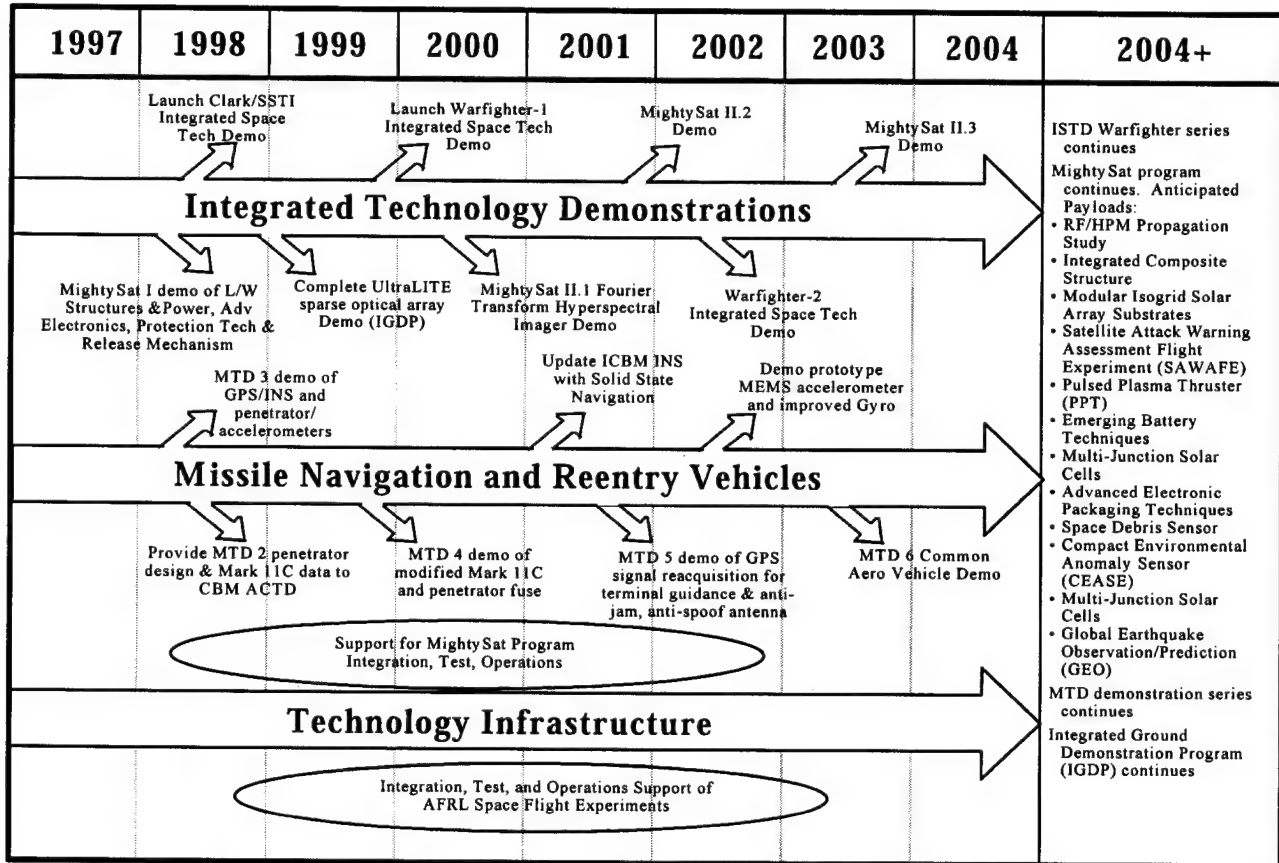 1997 1998 1999 2000 2001 2002 2003 2004 2004+
Launch Clark/SSTI
Integrated Space
Tech Demo
Launch Warfighter-1
Integrated Space Tech
Demo
MightySat II.2
Demo
MightySat II.3
Demo
Integrated Technology Demonstrations
MightySat I demo of L/W
Structures &Power, Adv
Electronics, Protection Tech &
Release Mechanism
Complete UltraLITE
sparse optical array
Demo (IGDP)
MightySat II.1 Fourier
Transform Hyperspectral
Imager Demo
Warfighter-2
Integrated Space Tech
Demo
MTD 3 demo of
GPS/INS and
penetrator/
accelerometers
Update ICBM INS
with Solid State
Navigation
Demo prototype
MEMS accelerometer
and improved Gyro
Missile Navigation and Reentry Vehicles
Provide MTD 2 penetrator
design & Mark 11C data to
CBM ACTD
MTD 4 demo of
modified Mark 11C
and penetrator fuse
MTD 5 demo of GPS
signal reacquisition for
terminal guidance & anti-
jam, anti-spoof antenna
MTD 6 Common
Aero Vehicle Demo
Support for MightySat Program
Integration, Test, Operations
Technology Infrastructure
Integration, Test, and Operations Support of
AFRL Space Flight Experiments
ISTD Warfighter series
continues
MightySat program
continues. Anticipated
Payloads:
• RF/HPM Propagation
Study
• Integrated Composite
Structure
• Modular Isogrid Solar
Array Substrates
• Satellite Attack Warning
Assessment Flight
Experiment (SAWAFE)
• Pulsed Plasma Thruster
(PPT)
• Emerging Battery
Techniques
• Multi-Junction Solar
Cells
• Advanced Electronic
Packaging Techniques
• Space Debris Sensor
• Compact Environmental
Anomaly Sensor
(CEASE)
• Multi-Junction Solar
Cells
• Global Earthquake
Observation/Prediction
(GEO)
MTD demonstration series
continues
Integrated Ground
Demonstration Program
(IGDP) continues